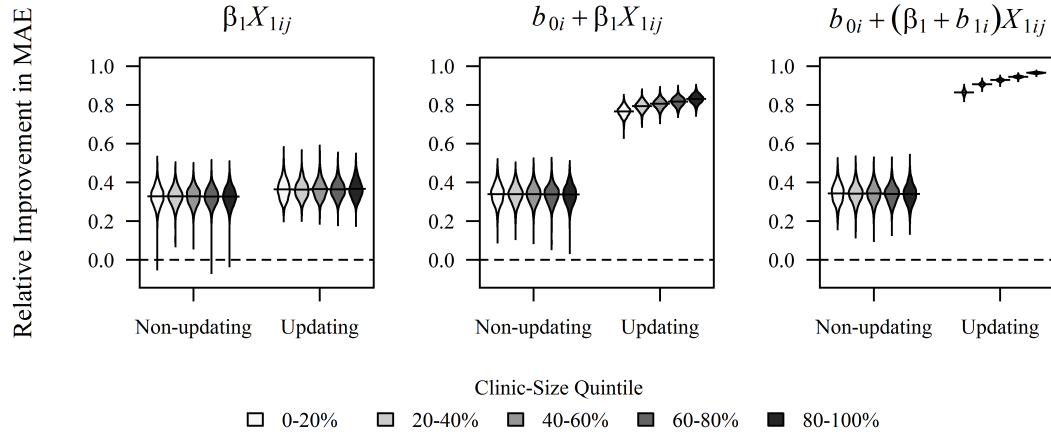 β₁X₁ᵢⱼ
b₀ᵢ + β₁X₁ᵢⱼ
b₀ᵢ + (β₁ + b₁ᵢ)X₁ᵢⱼ
Relative Improvement in MAE
1.0
0.8
0.6
0.4
0.2
0.0
Non-updating Updating
1.0
0.8
0.6
0.4
0.2
0.0
Non-updating Updating
1.0
0.8
0.6
0.4
0.2
0.0
Non-updating Updating
Clinic-Size Quintile
0-20% 20-40% 40-60% 60-80% 80-100%